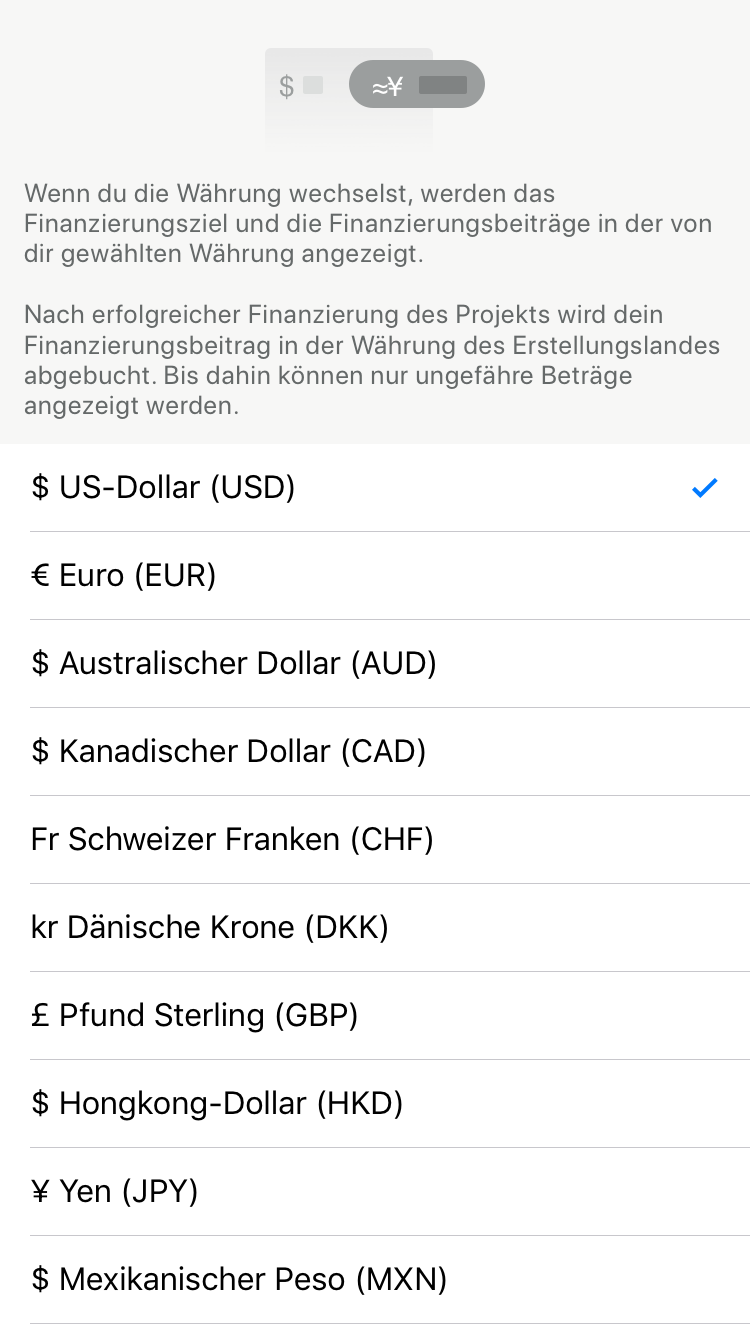 $ ≈¥
Wenn du die Währung wechselst, werden das
Finanzierungsziel und die Finanzierungsbeiträge in der von
dir gewählten Währung angezeigt.
Nach erfolgreicher Finanzierung des Projekts wird dein
Finanzierungsbeitrag in der Währung des Erstellungslandes
abgebucht. Bis dahin können nur ungefähre Beträge
angezeigt werden.
$ US-Dollar (USD)
€ Euro (EUR)
$ Australischer Dollar (AUD)
$ Kanadischer Dollar (CAD)
Fr Schweizer Franken (CHF)
kr Dänische Krone (DKK)
£ Pfund Sterling (GBP)
$ Hongkong-Dollar (HKD)
¥ Yen (JPY)
$ Mexikanischer Peso (MXN)